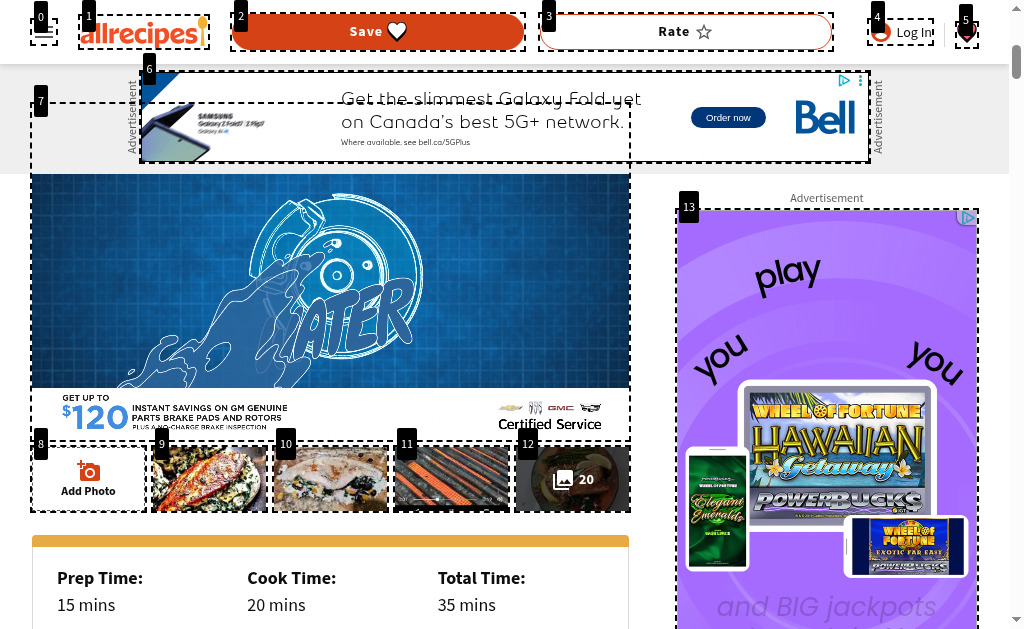 0
1
2
3
4
5
allrecipes
Save
Rate
Log In
6
7
Advertisement
SAMSUNG
Get the slimmest Galaxy Fold yet
on Canada's best 5G+ network.
Where available, see bell.ca/5GPlus
Order now
Bell
Advertisement
Advertisement
13
ATER
GET UP TO
$120
INSTANT SAVINGS ON GM GENUINE
PARTS BRAKE PADS AND ROTORS
PLUS A NO-CHARGE BRAKE INSPECTION
GMC
Certified Service
play
you
you
WHEEL OF FORTUNE
HAWAIIAN
Getaway
POWERBUCKS
Elegant
Emeralds
WHEEL OF
FORTUNE
EXOTIC FAR EAST
POWERBUCKS
and BIG jackpots
8
9
10
11
12
Add Photo
20
Prep Time:
Cook Time:
Total Time:
15 mins
20 mins
35 mins